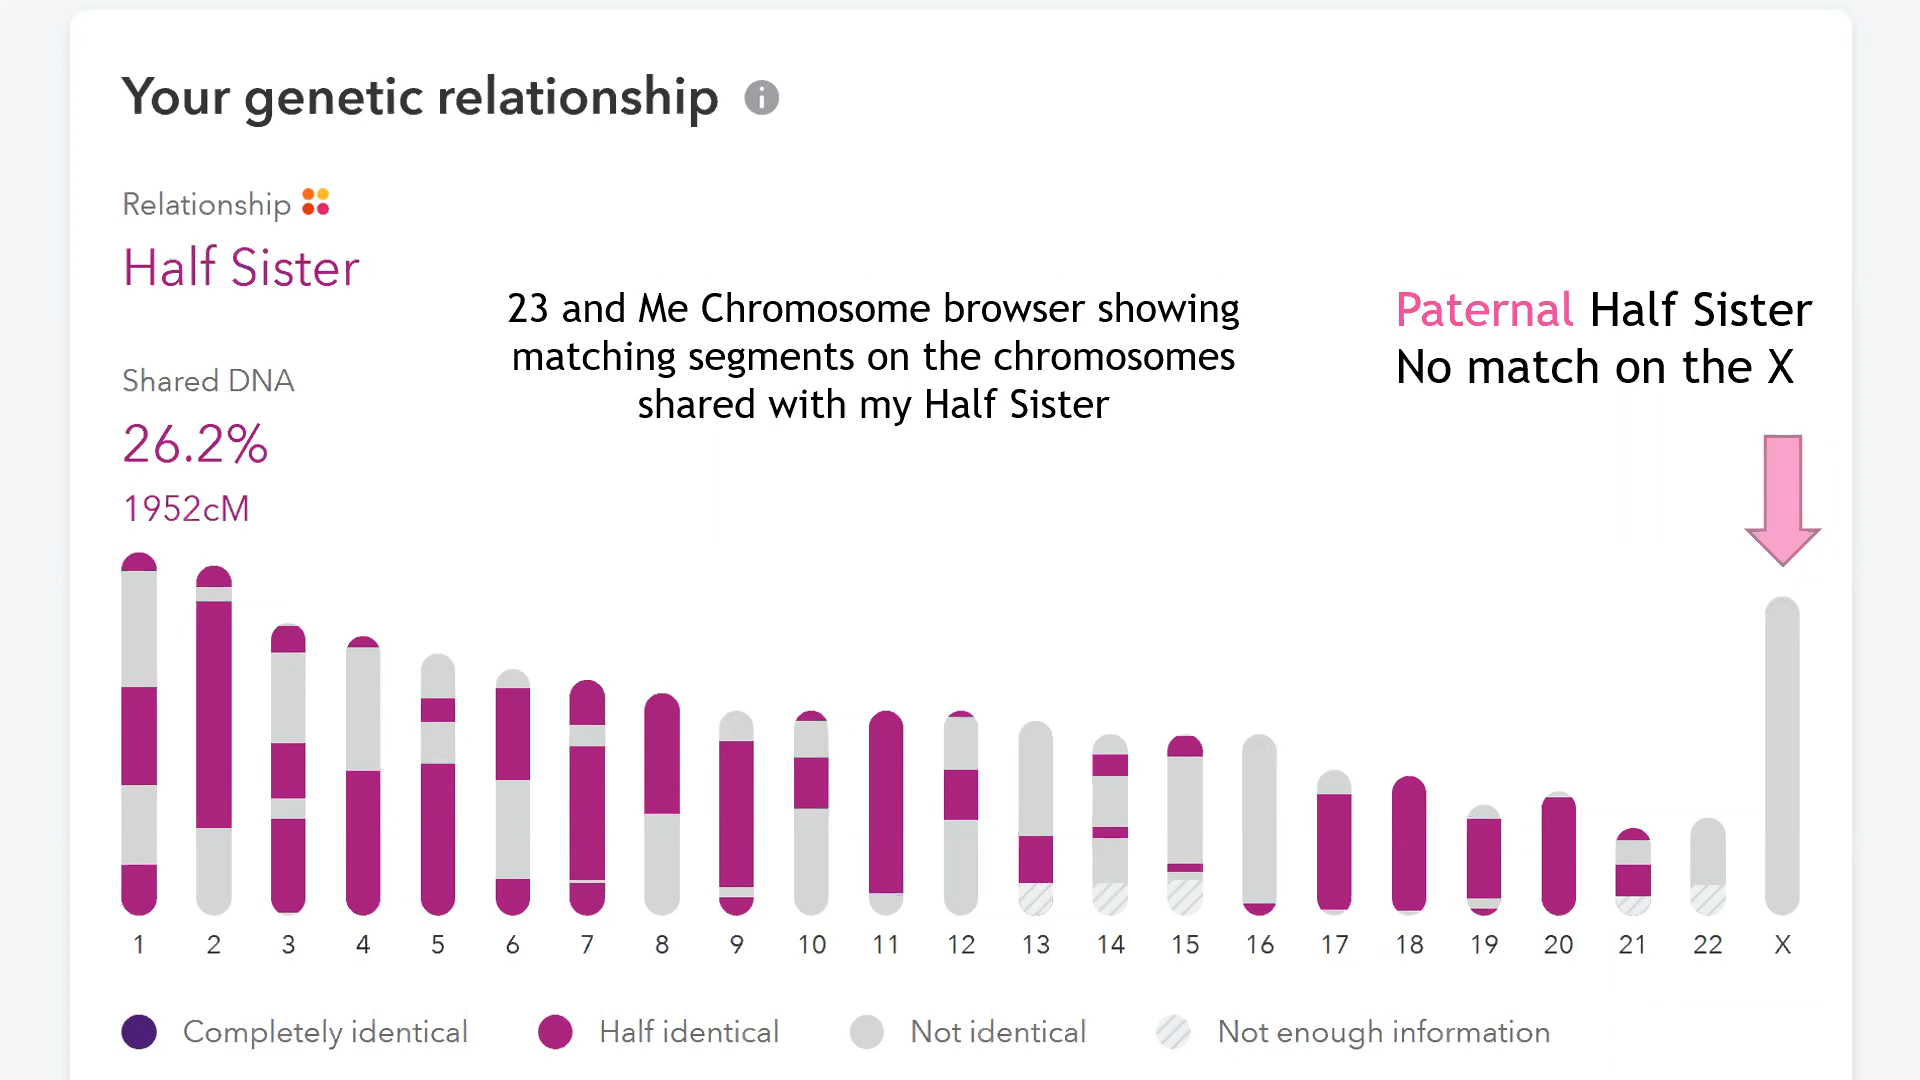 Your genetic relationship i
Relationship
Half Sister
23 and Me Chromosome browser showing
matching segments on the chromosomes
shared with my Half Sister
Paternal Half Sister
No match on the X
Shared DNA
26.2%
1952cM
1 2 3 4 5 6 7 8 9 10 11 12 13 14 15 16 17 18 19 20 21 22 X
Completely identical Half identical Not identical Not enough information